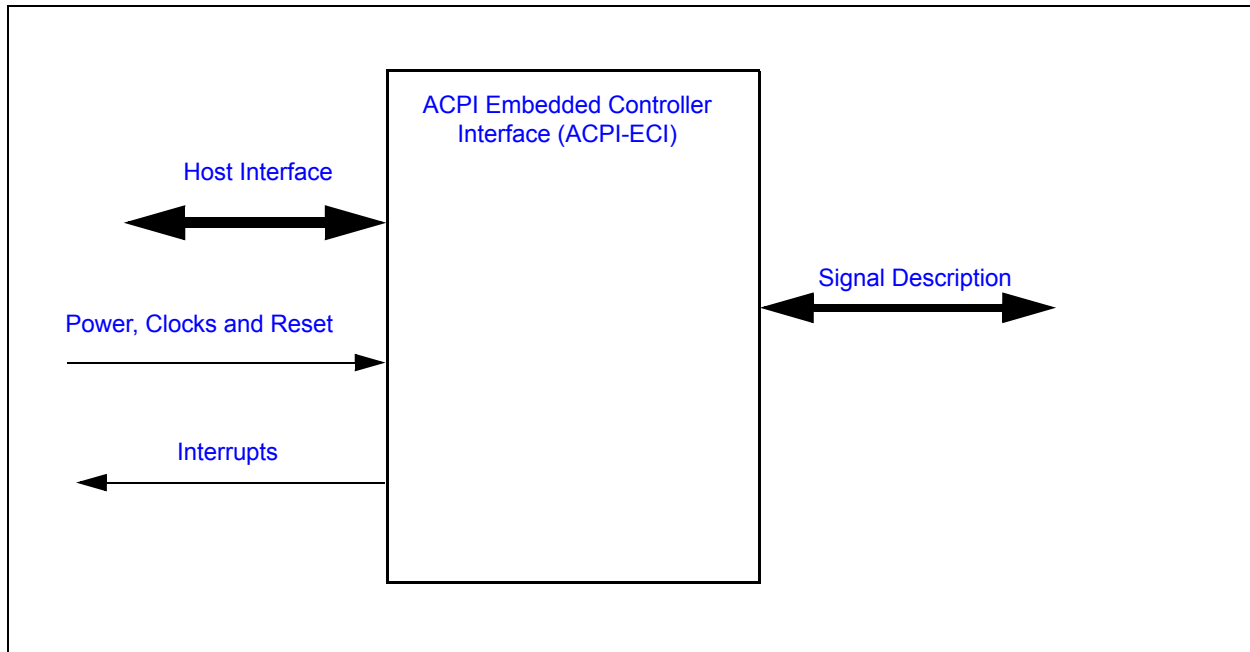 ACPI Embedded Controller
Interface (ACPI-ECI)
Host Interface
Signal Description
Power, Clocks and Reset
Interrupts